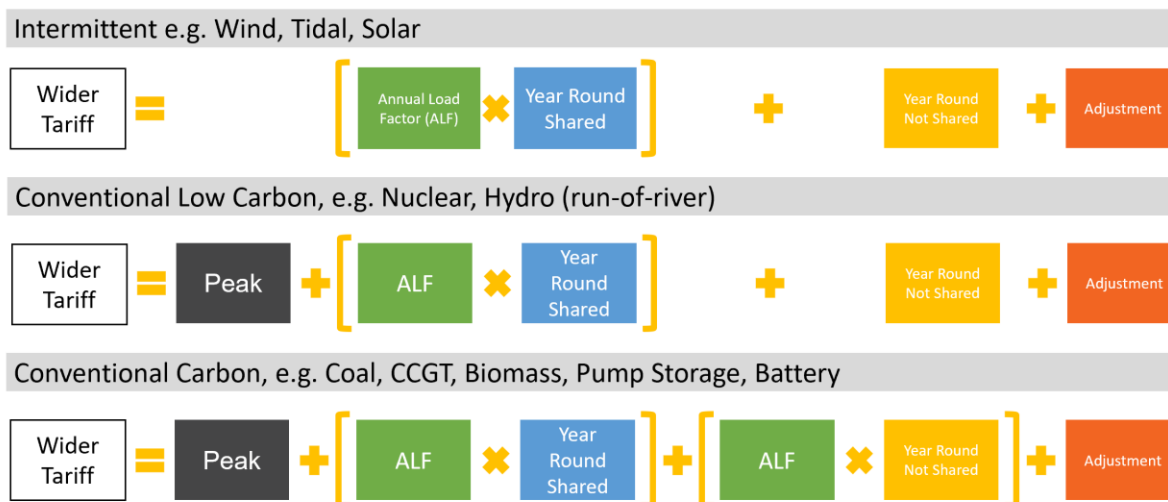 Intermittent e.g. Wind, Tidal, Solar
Wider
Tariff
Annual Load
Factor (ALF)
Year Round
Shared
Year Round
Not Shared
Adjustment
Conventional Low Carbon, e.g. Nuclear, Hydro (run-of-river)
Wider
Tariff
Peak
ALF
Year
Round
Shared
Year Round
Not Shared
Adjustment
Conventional Carbon, e.g. Coal, CCGT, Biomass, Pump Storage, Battery
Wider
Tariff
Peak
ALF
Year
Round
Shared
ALF
Year Round
Not Shared
Adjustment